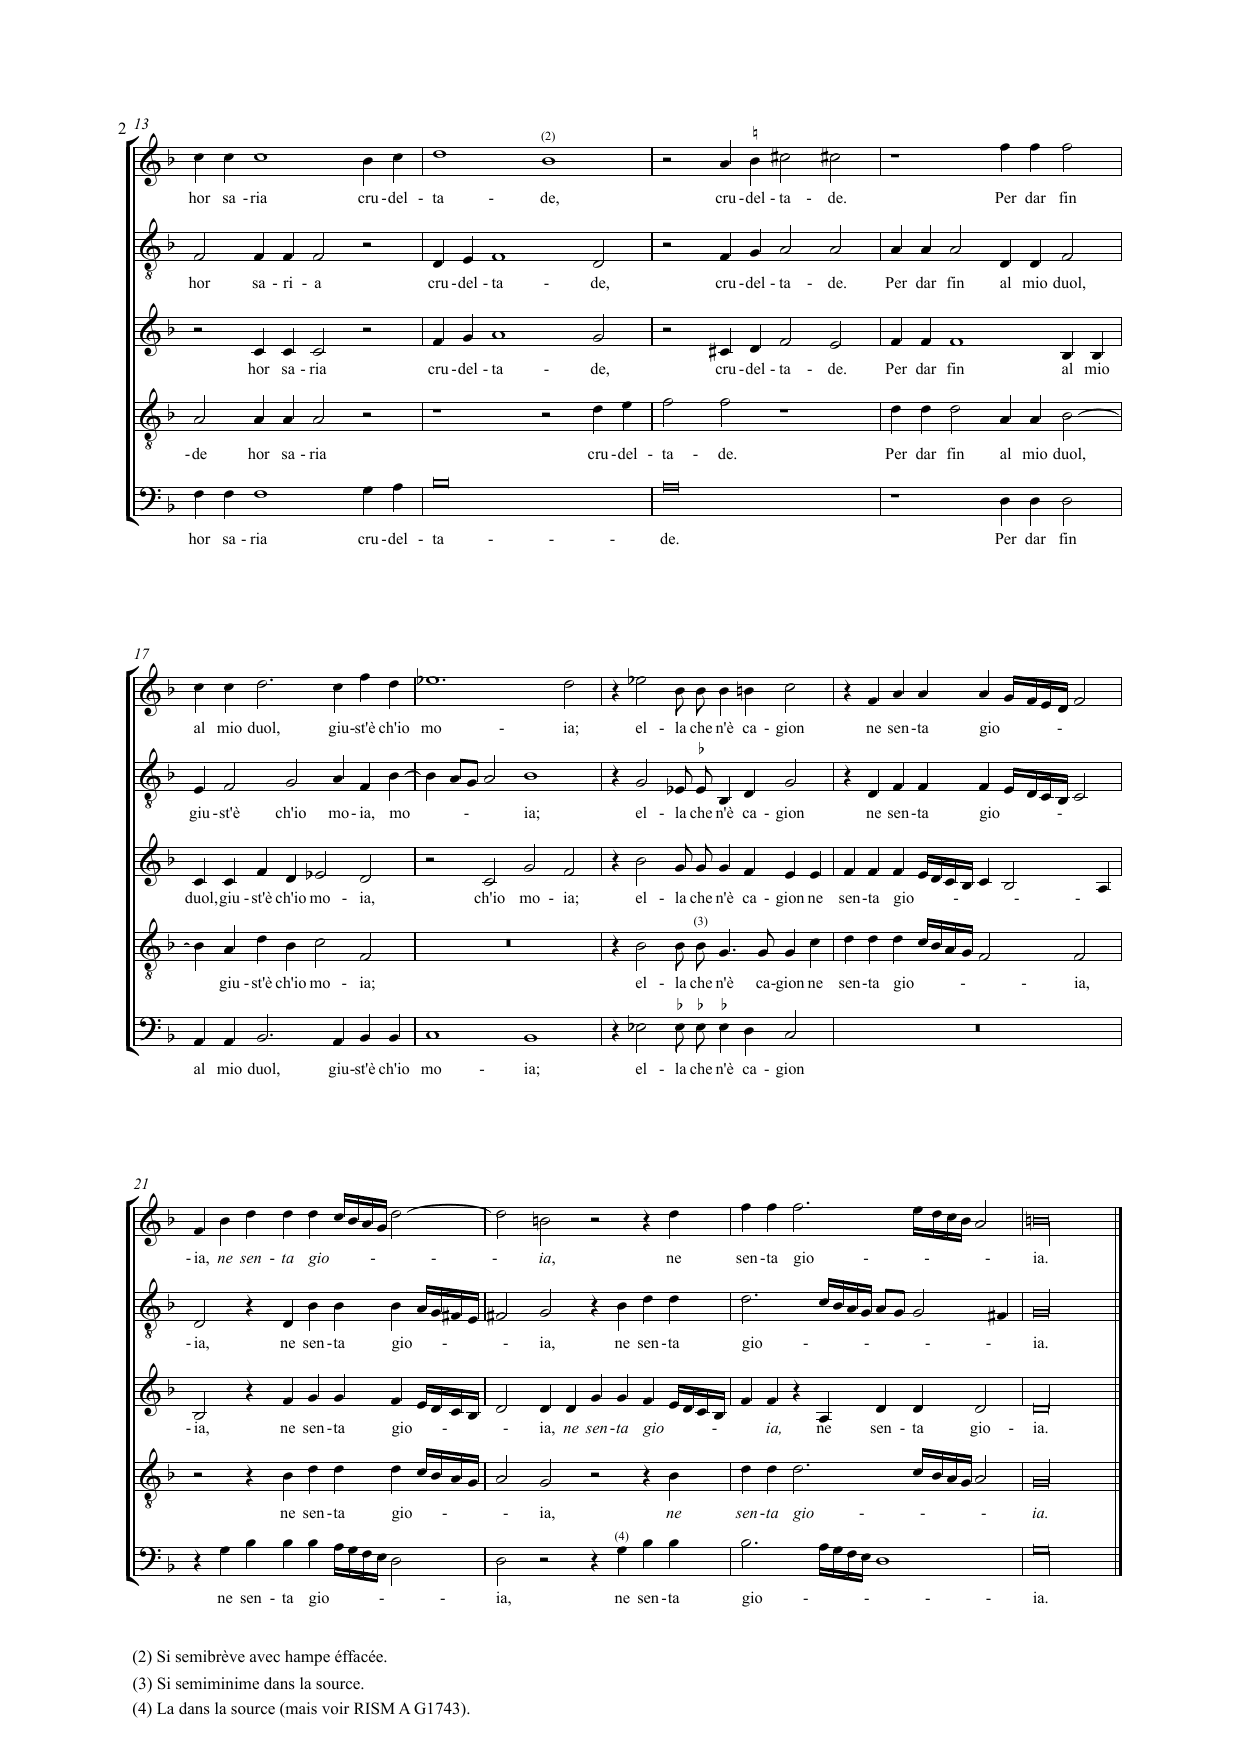 2 13
(2)
hor sa - ria cru - del - ta - de, cru - del - ta - de. Per dar fin
hor sa - ri - a cru - del - ta - de, cru - del - ta - de. Per dar fin al mio duol,
hor sa - ria cru - del - ta - de, cru - del - ta - de. Per dar fin al mio
- de hor sa - ria cru - del - ta - de. Per dar fin al mio duol,
hor sa - ria cru - del - ta - - - de. Per dar fin
17
al mio duol, giu - st'è ch'io mo - ia; el - la che n'è ca - gion ne sen - ta gio -
giu - st'è ch'io mo - ia, mo - ia; el - la che n'è ca - gion ne sen - ta gio -
duol, giu - st'è ch'io mo - ia, ch'io mo - ia; el - la che n'è ca - gion ne sen - ta gio - - -
(3)
giu - st'è ch'io mo - ia; el - la che n'è ca - gion ne sen - ta gio - - ia,
al mio duol, giu - st'è ch'io mo - ia; el - la che n'è ca - gion
21
- ia, ne sen - ta gio - - - ia, ne sen - ta gio - - - ia.
- ia, ne sen - ta gio - - ia, ne sen - ta gio - - - - ia.
- ia, ne sen - ta gio - - ia, ne sen - ta gio - ia, ne sen - ta gio - ia.
ne sen - ta gio - - ia, ne sen - ta gio - - - ia.
(4)
ne sen - ta gio - - ia, ne sen - ta gio - - - - - ia.
(2) Si semibrève avec hampe éffacée.
(3) Si semiminime dans la source.
(4) La dans la source (mais voir RISM A G1743).